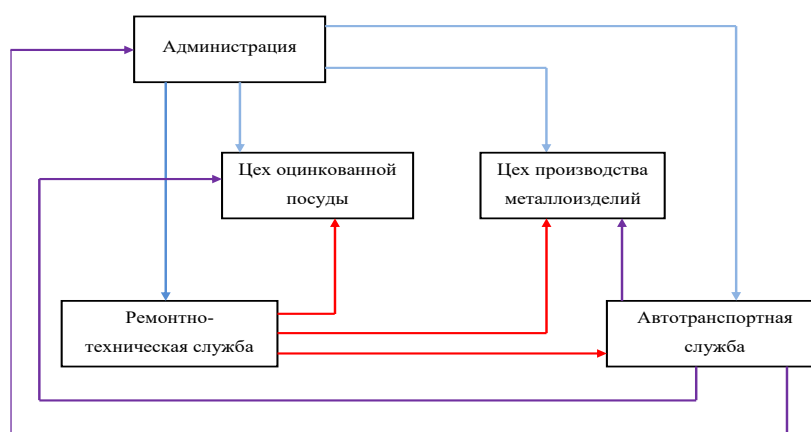 Администрация
Цех оцинкованной
посуды
Цех производства
металлоизделий
Ремонтно-
техническая служба
Автотранспортная
служба